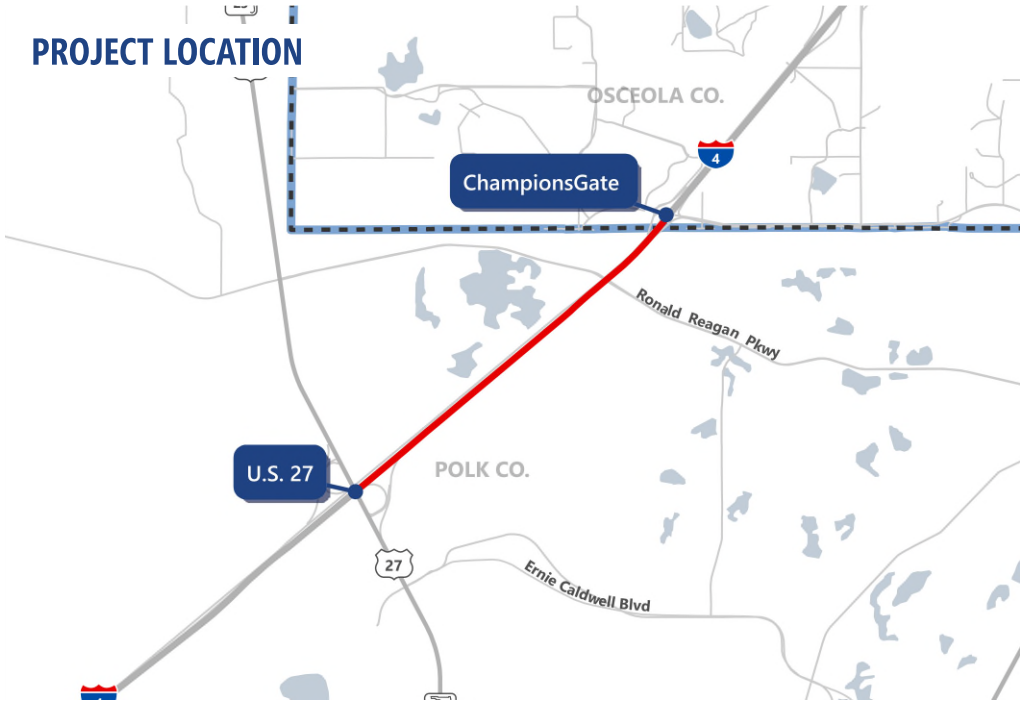 PROJECT LOCATION
OSCEOLA CO.
4
ChampionsGate
Ronald Reagan Pkwy
POLK CO.
U.S. 27
27
Ernie Caldwell Blvd